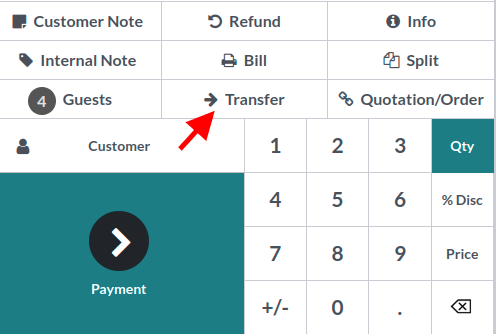 Customer Note
Refund
Info
Internal Note
Bill
Split
4 Guests
Transfer
Quotation/Order
Customer
1
2
3
Qty
4
5
6
% Disc
Payment
7
8
9
Price
+/-
0
.